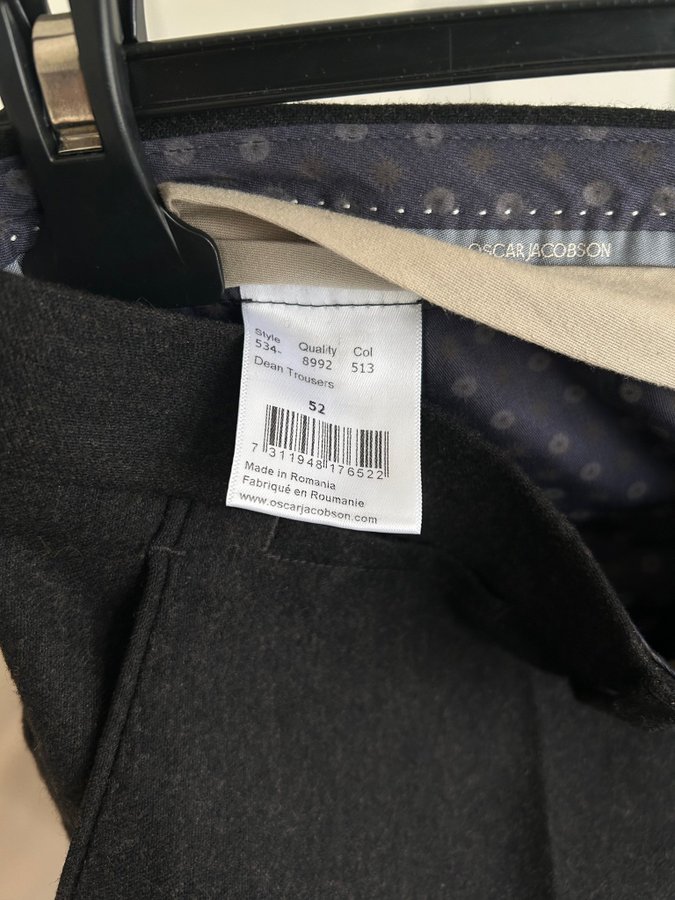 OSCAR JACOBSON
Style Quality Col
534- 8992 513
Dean Trousers
52
7 311948 176522
Made in Romania
Fabriqué en Roumanie
www.oscarjacobson.com